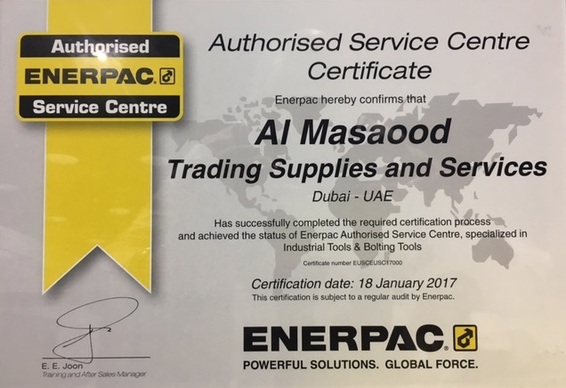 Authorised
ENERPAC.
Service Centre
Authorised Service Centre
Certificate
Enerpac hereby confirms that
Al Masaood
Trading Supplies and Services
Dubai - UAE
Has successfully completed the required certification process
and achieved the status of Enerpac Authorised Service Centre, specialized in
Industrial Tools & Bolting Tools
Certificate number EUSCEUSC17000
Certification date: 18 January 2017
This certification is subject to a regular audit by Enerpac.
E. E. Joon
Training and After Sales Manager
ENERPAC.
POWERFUL SOLUTIONS. GLOBAL FORCE.